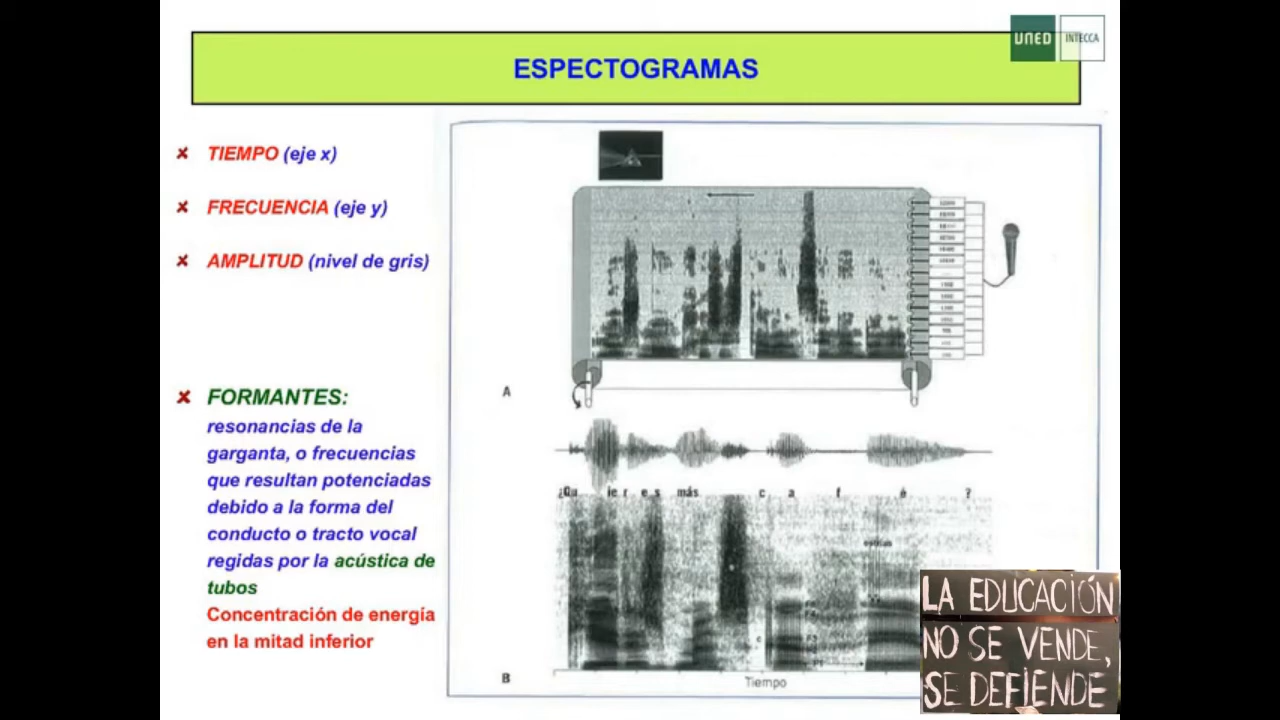 UNED INTECCA
ESPECTOGRAMAS
TIEMPO (eje x)
FRECUENCIA (eje y)
AMPLITUD (nivel de gris)
FORMANTES:
resonancias de la
garganta, o frecuencias
que resultan potenciadas
debido a la forma del
conducto o tracto vocal
regidas por la acústica de
tubos
Concentración de energía
en la mitad inferior
A
¿Qu ie r e s más c a f é ?
B
Tiempo
LA EDUCACIÓN
NO SE VENDE,
SE DEFIENDE